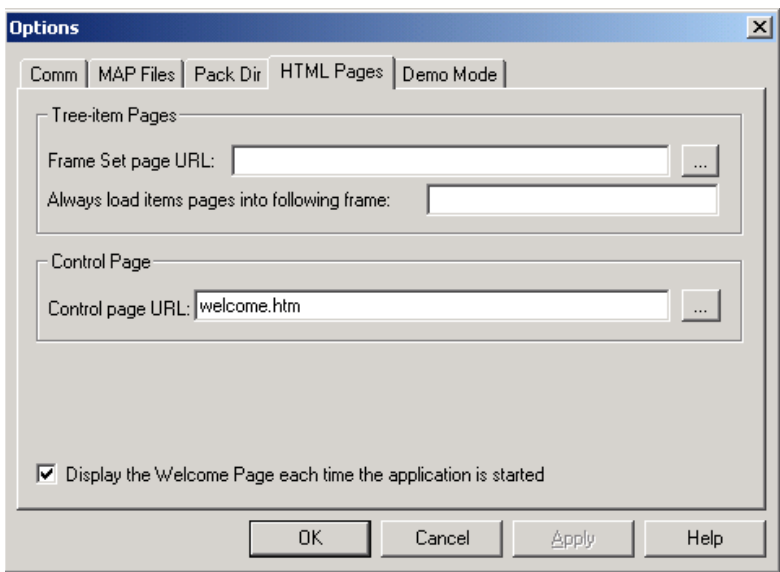 Options
Comm MAP Files Pack Dir HTML Pages Demo Mode
Tree-item Pages
Frame Set page URL: ...
Always load items pages into following frame:
Control Page
Control page URL: welcome.htm ...
Display the Welcome Page each time the application is started
OK Cancel Apply Help